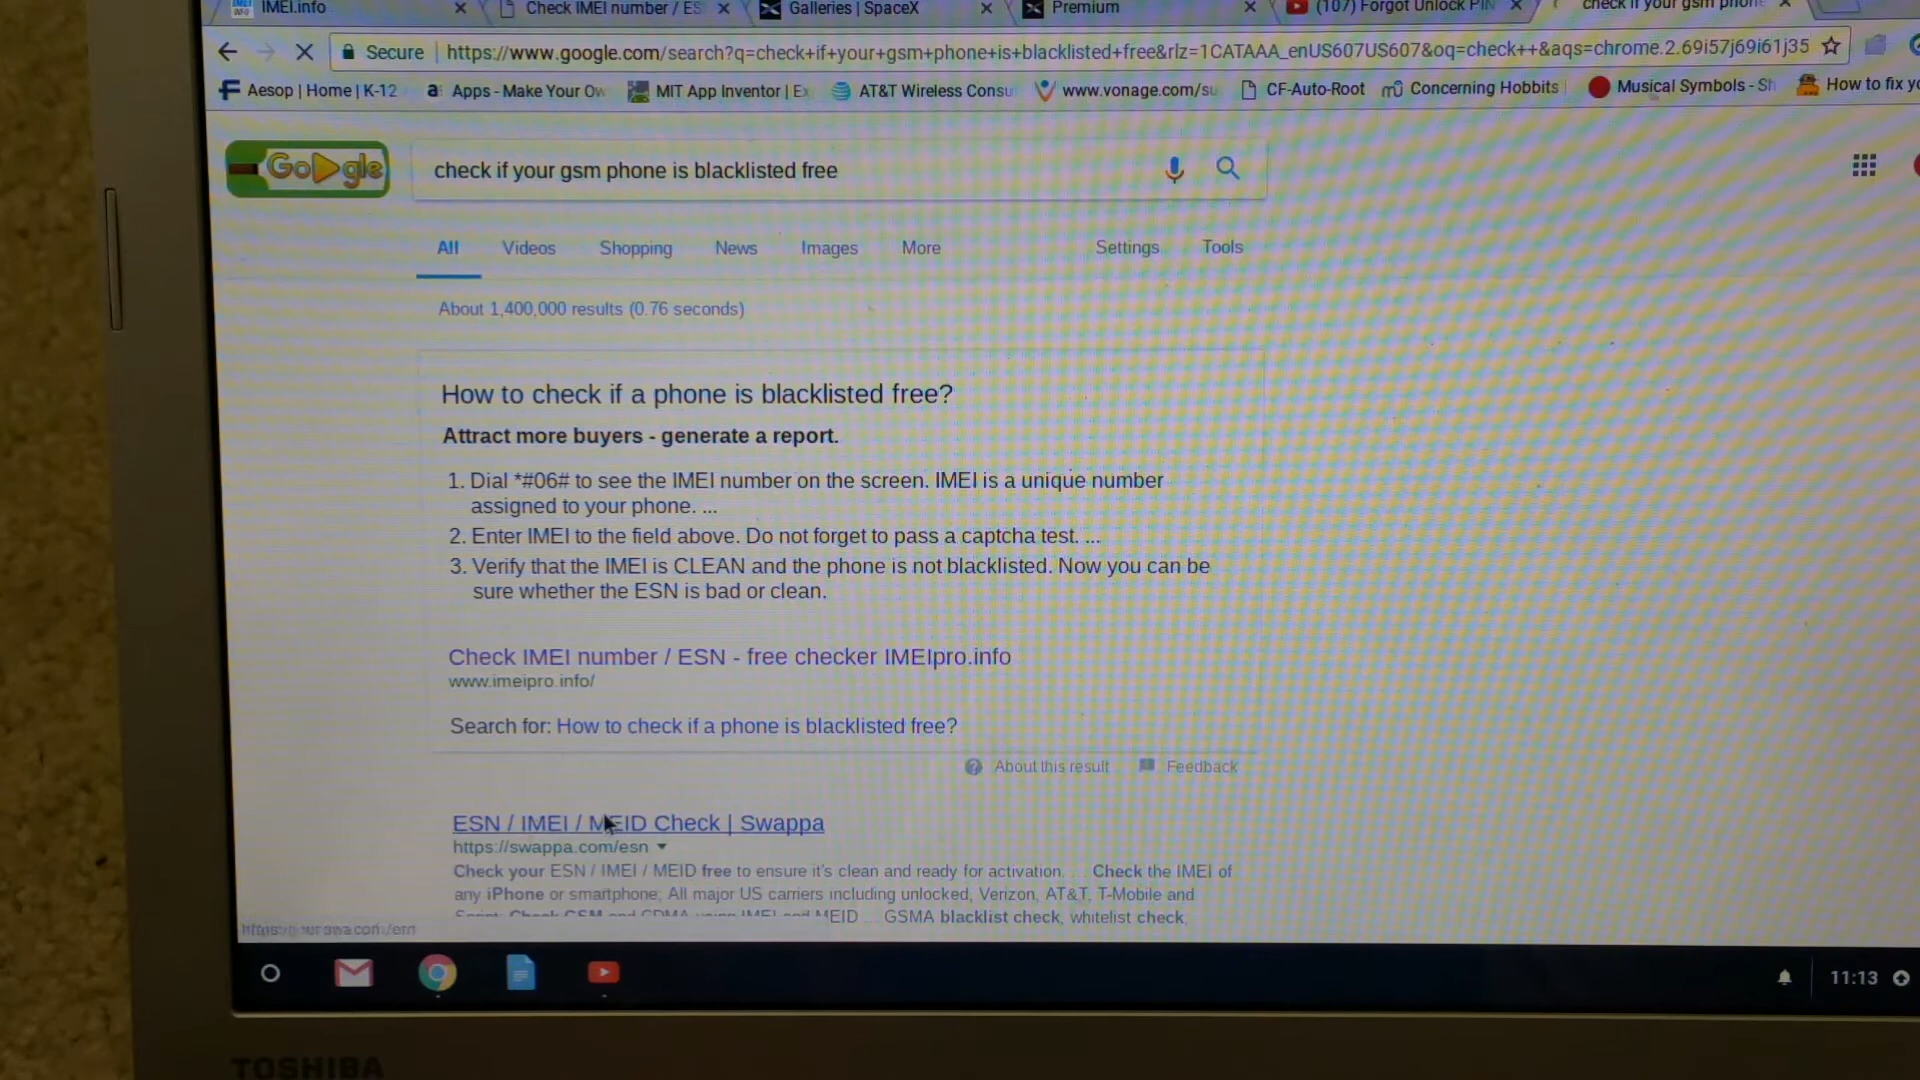 IMEI.info
Check IMEI number / ES
Galleries | SpaceX
Premium
(107) Forgot Unlock PIN
check if your gsm phone
Secure
https://www.google.com/search?q=check+if+your+gsm+phone+is+blacklisted+free&rlz=1CATAAA_enUS607US607&oq=check++&aqs=chrome.2.69i57j69i61j35
Aesop | Home | K-12
Apps - Make Your Ow
MIT App Inventor | Ex
AT&T Wireless Consu
www.vonage.com/su
CF-Auto-Root
Concerning Hobbits
Musical Symbols - Sh
How to fix yo
Google
check if your gsm phone is blacklisted free
All
Videos
Shopping
News
Images
More
Settings
Tools
About 1,400,000 results (0.76 seconds)
How to check if a phone is blacklisted free?
Attract more buyers - generate a report.
1. Dial *#06# to see the IMEI number on the screen. IMEI is a unique number
assigned to your phone. ...
2. Enter IMEI to the field above. Do not forget to pass a captcha test. ...
3. Verify that the IMEI is CLEAN and the phone is not blacklisted. Now you can be
sure whether the ESN is bad or clean.
Check IMEI number / ESN - free checker IMEIpro.info
www.imeipro.info/
Search for: How to check if a phone is blacklisted free?
About this result
Feedback
ESN / IMEI / MEID Check | Swappa
https://swappa.com/esn
Check your ESN / IMEI / MEID free to ensure it's clean and ready for activation. ... Check the IMEI of
any iPhone or smartphone; All major US carriers including unlocked, Verizon, AT&T, T-Mobile and
Sprint; Check GSM and CDMA using IMEI and MEID ... GSMA blacklist check, whitelist check,
11:13
TOSHIBA